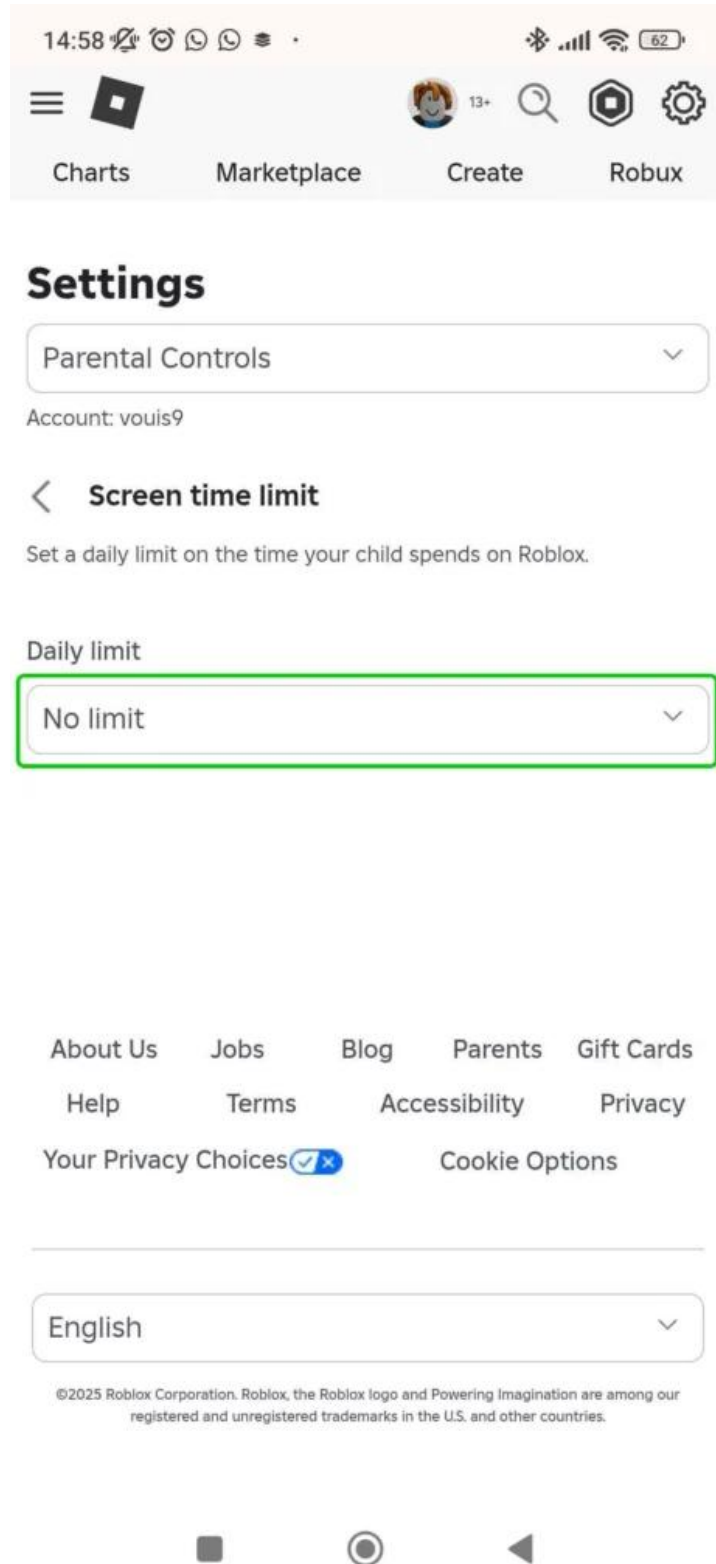 14:58
62
13+
Charts Marketplace Create Robux
Settings
Parental Controls
Account: vouis9
Screen time limit
Set a daily limit on the time your child spends on Roblox.
Daily limit
No limit
About Us Jobs Blog Parents Gift Cards
Help Terms Accessibility Privacy
Your Privacy Choices Cookie Options
English
©2025 Roblox Corporation. Roblox, the Roblox logo and Powering Imagination are among our
registered and unregistered trademarks in the U.S. and other countries.